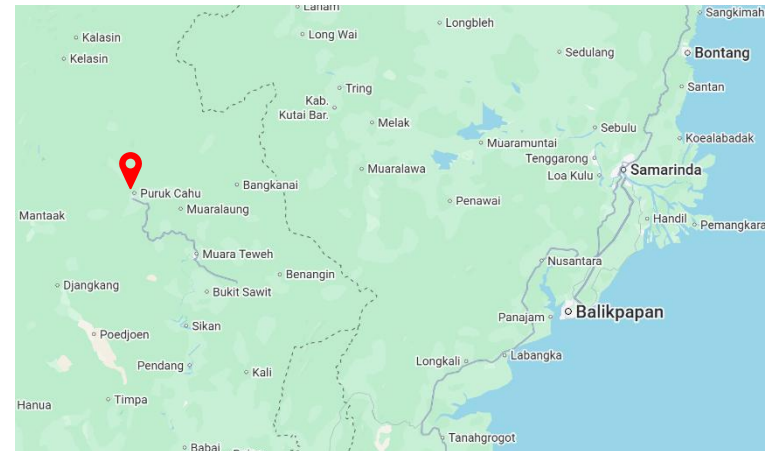 Lanam
Sangkimah
Kalasin
Long Wai
Longbleh
Kelasin
Sedulang
Bontang
Tring
Santan
Kab.
Kutai Bar.
Melak
Sebulu
Muaramuntai
Koealabadak
Tenggarong
Muaralawa
Loa Kulu
Samarinda
Bangkanai
Puruk Cahu
Penawai
Muaralaung
Mantaak
Handil
Pemangkara
Muara Teweh
Nusantara
Benangin
Djangkang
Bukit Sawit
Balikpapan
Panajam
Sikan
Poedjoen
Labangka
Longkali
Pendang
Kali
Timpa
Hanua
Tanahgrogot
Babai